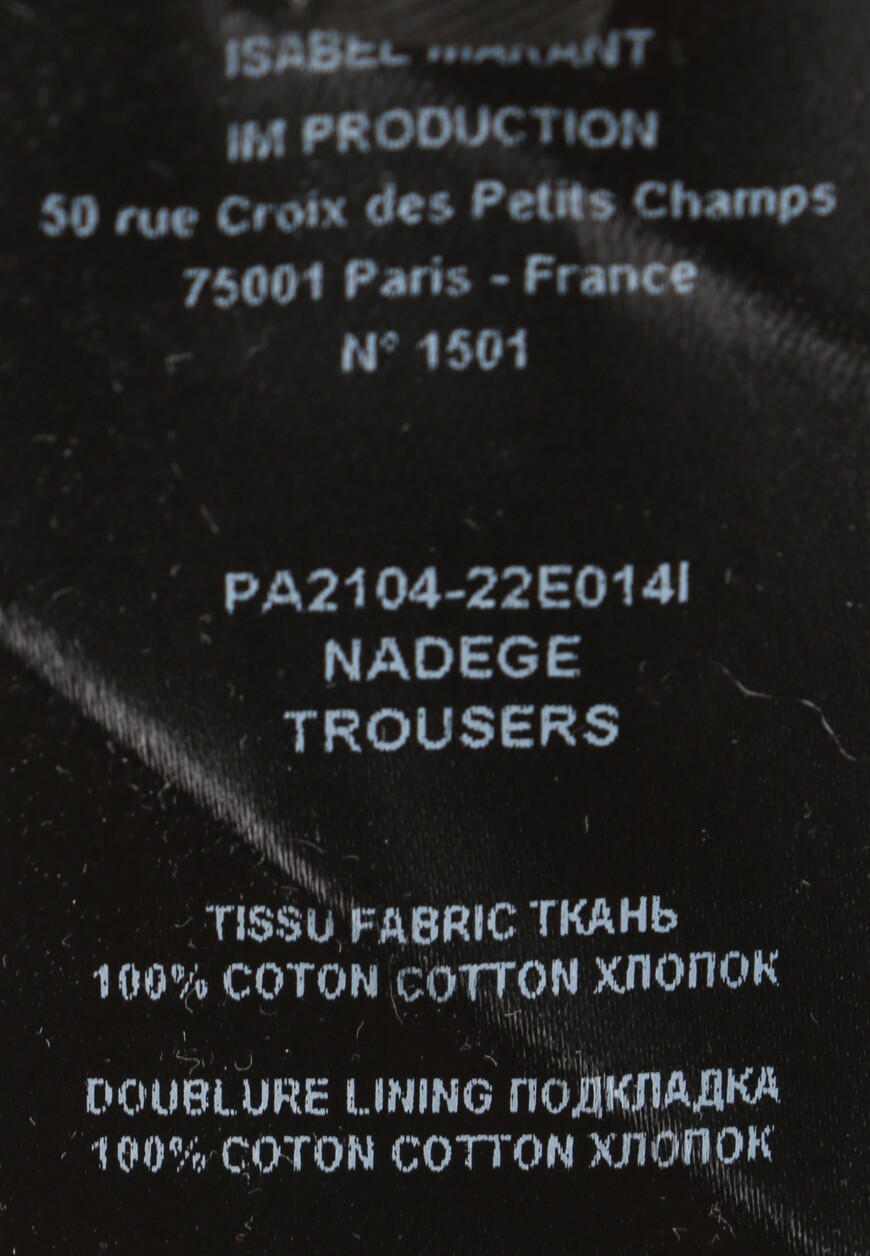 ISABEL MARANT
IM PRODUCTION
50 rue Croix des Petits Champs
75001 Paris - France
N° 1501
PA2104-22E014I
NADEGE
TROUSERS
TISSU FABRIC ТКАНЬ
100% COTON COTTON ХЛОПОК
DOUBLURE LINING ПОДКЛАДКА
100% COTON COTTON ХЛОПОК